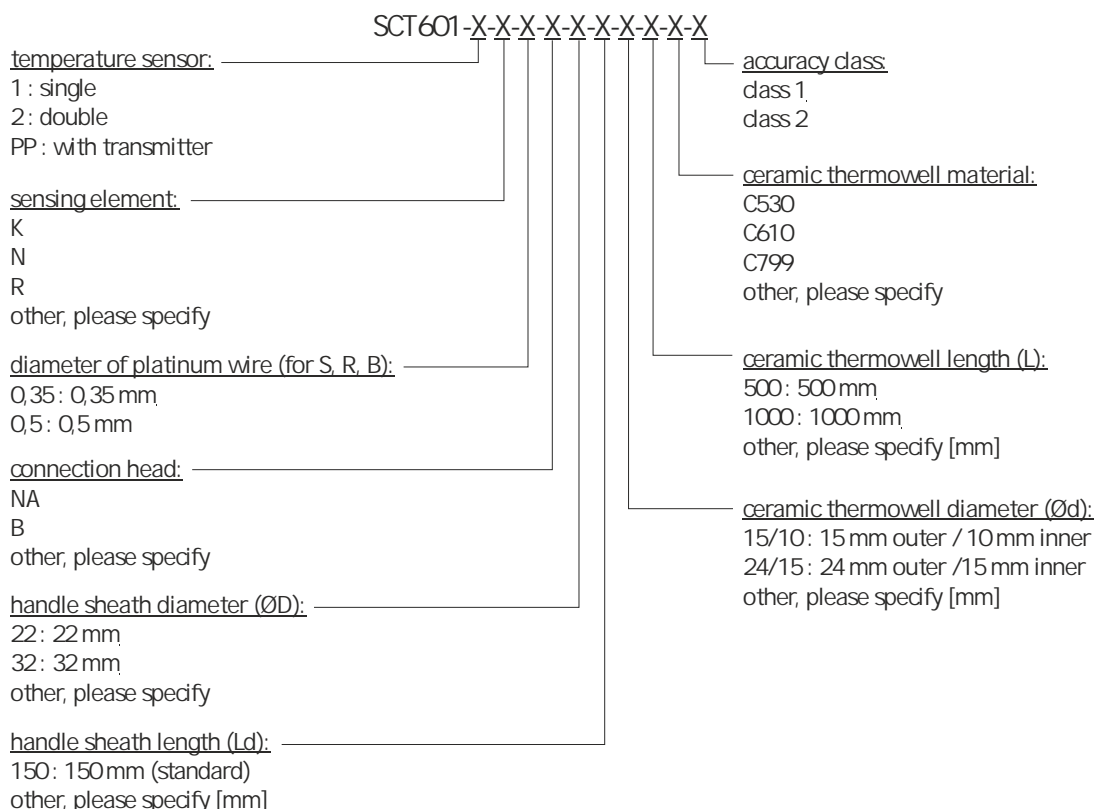 SCT601-X-X-X-X-X-X-X-X-X-X
temperature sensor:
1 : single
2 : double
PP : with transmitter
sensing element:
K
N
R
other, please specify
diameter of platinum wire (for S, R, B):
0,35 : 0,35 mm
0,5 : 0,5 mm
connection head:
NA
B
other, please specify
handle sheath diameter (ØD):
22 : 22 mm
32 : 32 mm
other, please specify
handle sheath length (Ld):
150 : 150 mm (standard)
other, please specify [mm]
accuracy class:
class 1
class 2
ceramic thermowell material:
C530
C610
C799
other, please specify
ceramic thermowell length (L):
500 : 500 mm
1000 : 1000 mm
other, please specify [mm]
ceramic thermowell diameter (Ød):
15/10 : 15 mm outer / 10 mm inner
24/15 : 24 mm outer /15 mm inner
other, please specify [mm]